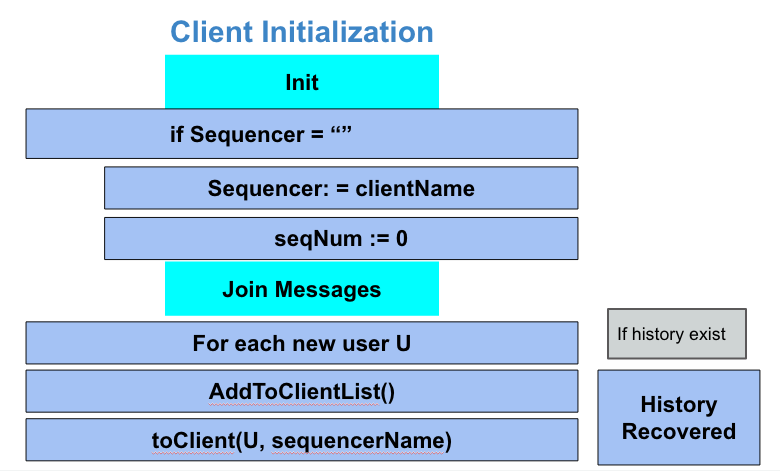 Client Initialization
Init
if Sequencer = “”
Sequencer: = clientName
seqNum := 0
Join Messages
For each new user U
If history exist
AddToClientList()
History
Recovered
toClient(U, sequencerName)